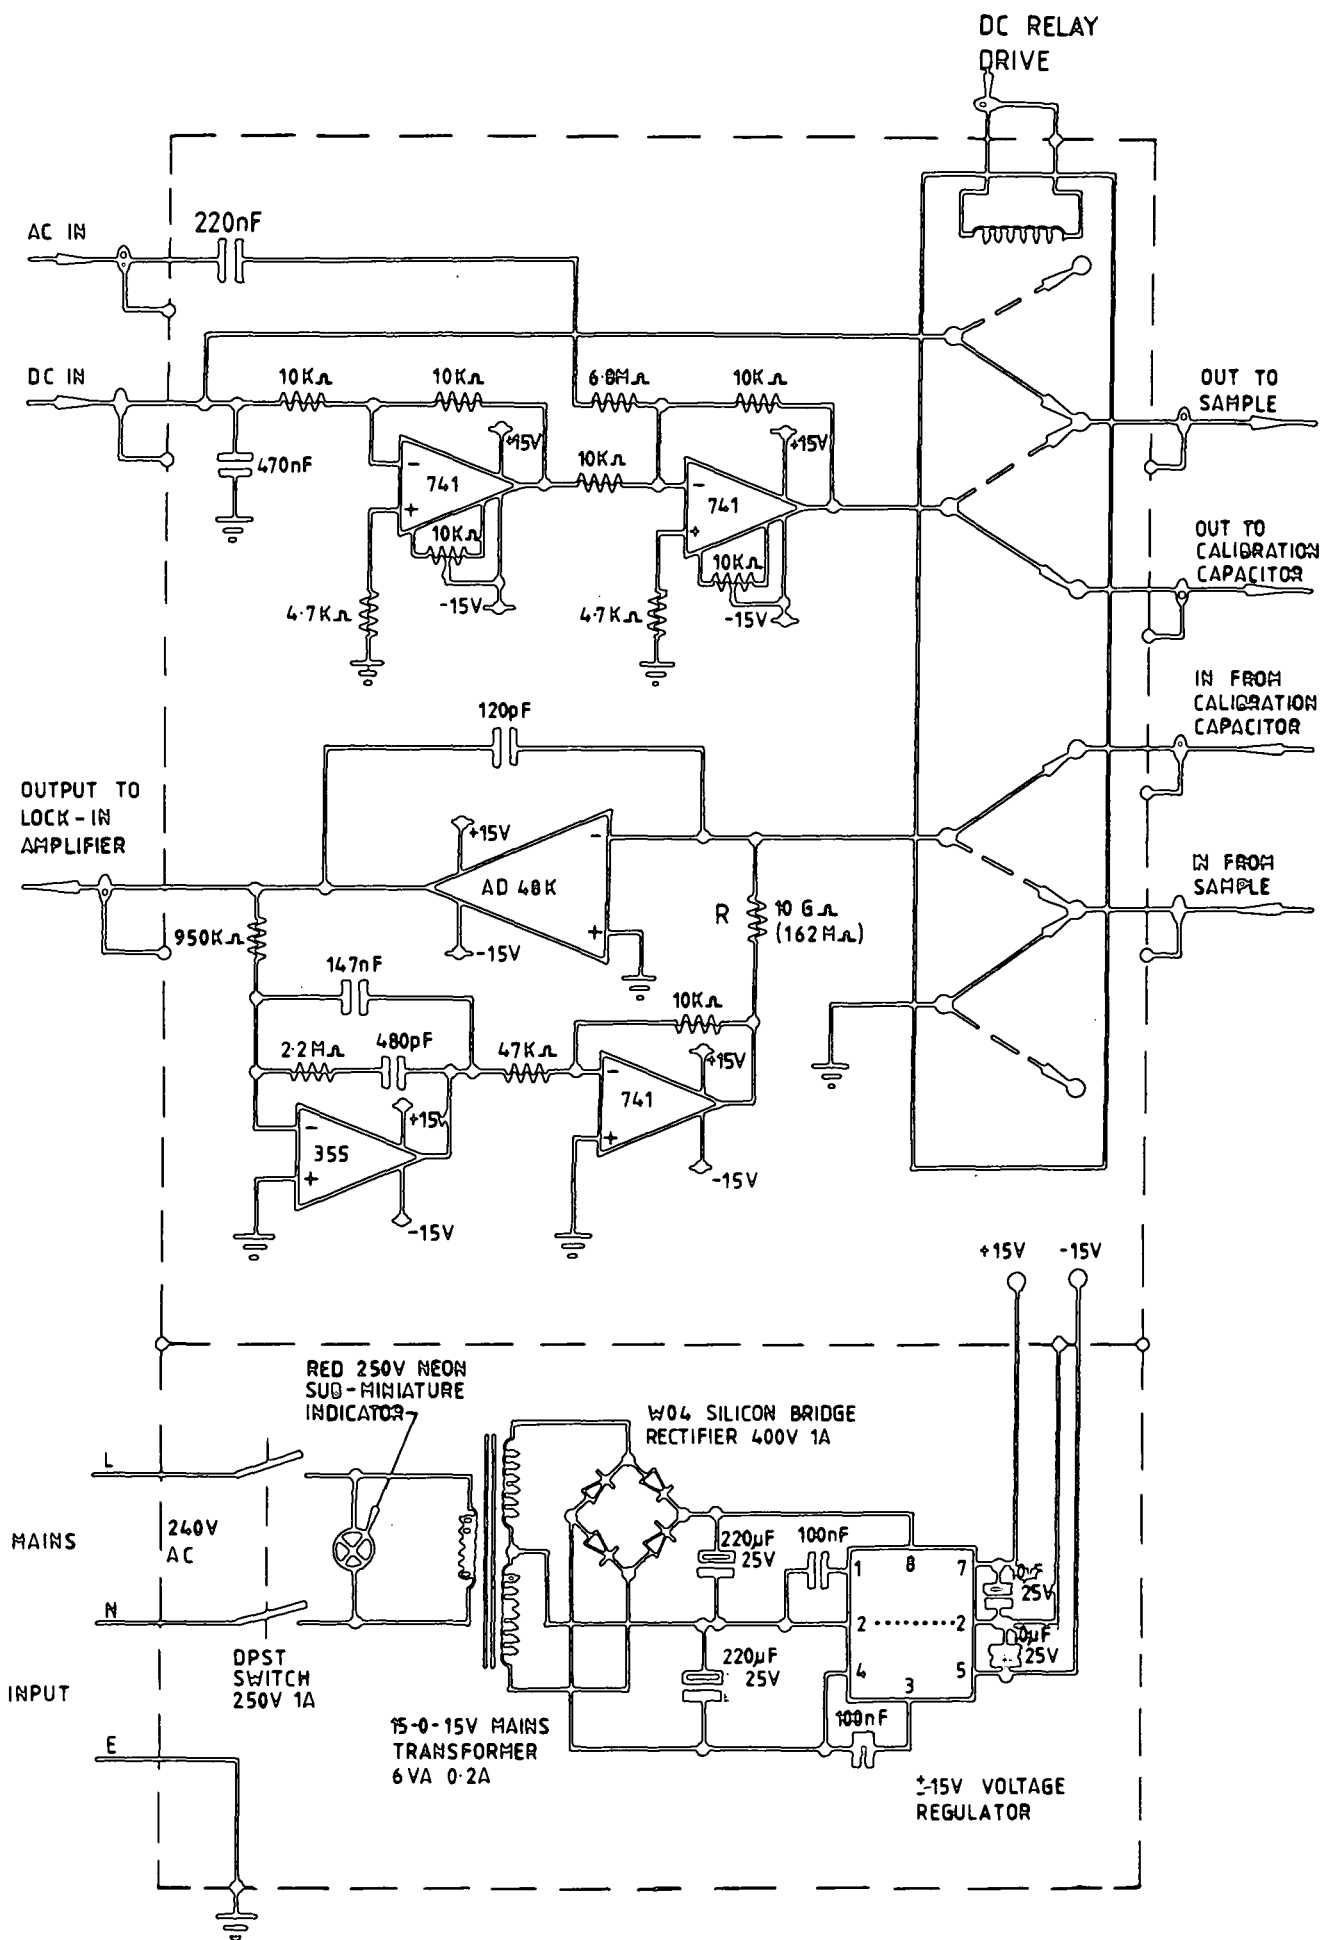 DC RELAY
DRIVE
AC IN
220nF
DC IN
10KΩ
10KΩ
6·8MΩ
10KΩ
OUT TO
SAMPLE
470nF
+15V
741
10KΩ
+15V
741
10KΩ
10KΩ
-15V
-15V
4·7KΩ
4·7KΩ
OUT TO
CALIBRATION
CAPACITOR
IN FROM
CALIBRATION
CAPACITOR
120pF
OUTPUT TO
LOCK-IN
AMPLIFIER
+15V
AD 48K
-15V
R
10 GΩ
(162MΩ)
IN FROM
SAMPLE
950KΩ
147nF
10KΩ
2·2MΩ
480pF
47KΩ
+15V
+15V
741
355
-15V
-15V
+15V
-15V
RED 250V NEON
SUB-MINIATURE
INDICATOR
W04 SILICON BRIDGE
RECTIFIER 400V 1A
L
MAINS
240V
AC
220µF
25V
100nF
1
8
7
25V
N
2
2
DPST
SWITCH
250V 1A
220µF
25V
4
5
3
25V
INPUT
15-0-15V MAINS
TRANSFORMER
6VA 0·2A
100nF
E
±15V VOLTAGE
REGULATOR